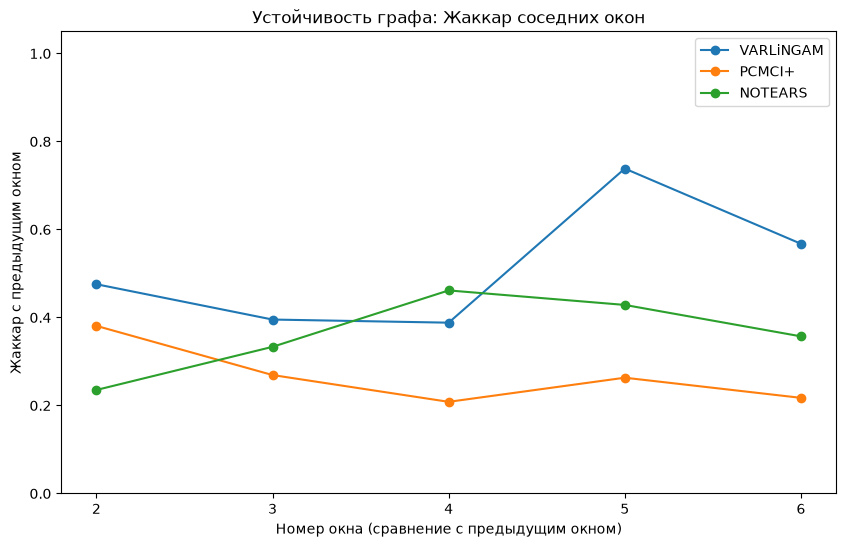 Устойчивость графа: Жаккар соседних окон
VARLiNGAM
PCMCI+
NOTEARS
Жаккар с предыдущим окном
1.0
0.8
0.6
0.4
0.2
0.0
2 3 4 5 6
Номер окна (сравнение с предыдущим окном)